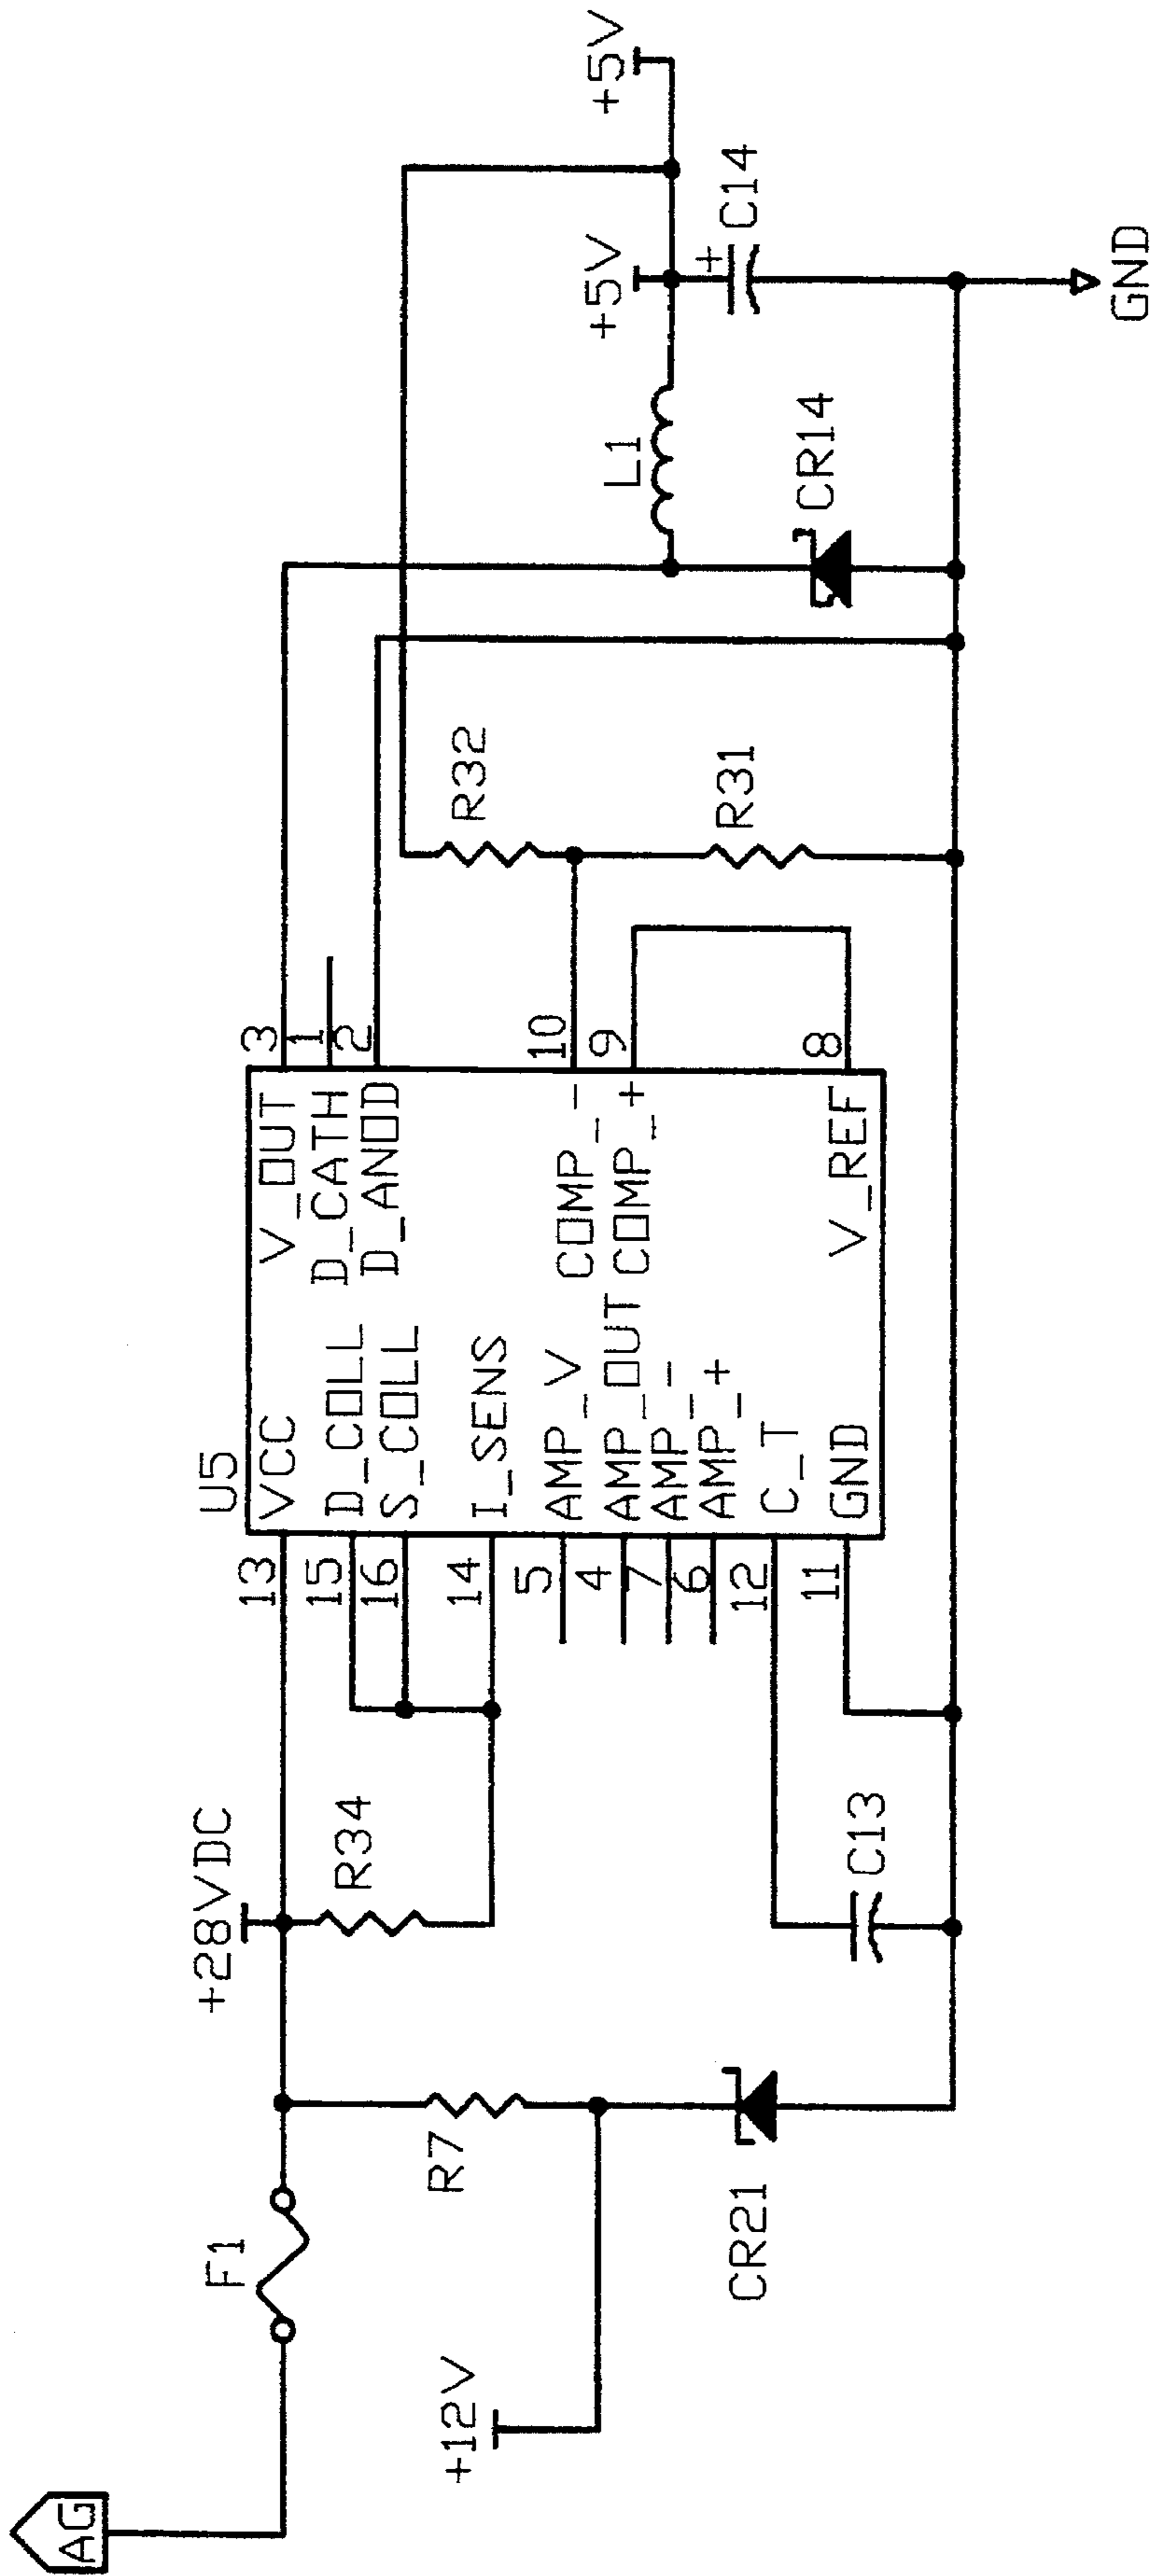 AG
F1
+28VDC
+12V
R7
CR21
R34
C13
U5
13
15
16
14
5
4
7
6
12
11
VCC
D_COLL
S_COLL
I_SENS
AMP_V
AMP_OUT
AMP_-
AMP_+
C_T
GND
V_OUT
D_CATH
D_ANOD
COMP_-
COMP_+
V_REF
3
1
2
10
9
8
R32
R31
L1
CR14
+5V
+
C14
+5V
GND